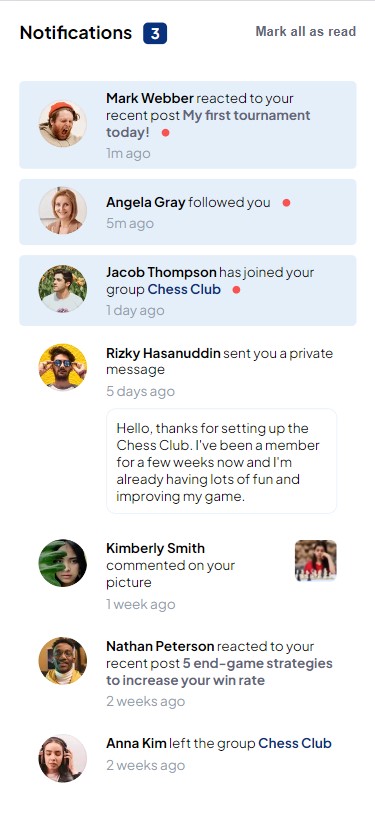 Notifications 3 Mark all as read
Mark Webber reacted to your
recent post My first tournament
today!
1m ago
Angela Gray followed you
5m ago
Jacob Thompson has joined your
group Chess Club
1 day ago
Rizky Hasanuddin sent you a private
message
5 days ago
Hello, thanks for setting up the
Chess Club. I've been a member
for a few weeks now and I'm
already having lots of fun and
improving my game.
Kimberly Smith
commented on your
picture
1 week ago
Nathan Peterson reacted to your
recent post 5 end-game strategies
to increase your win rate
2 weeks ago
Anna Kim left the group Chess Club
2 weeks ago